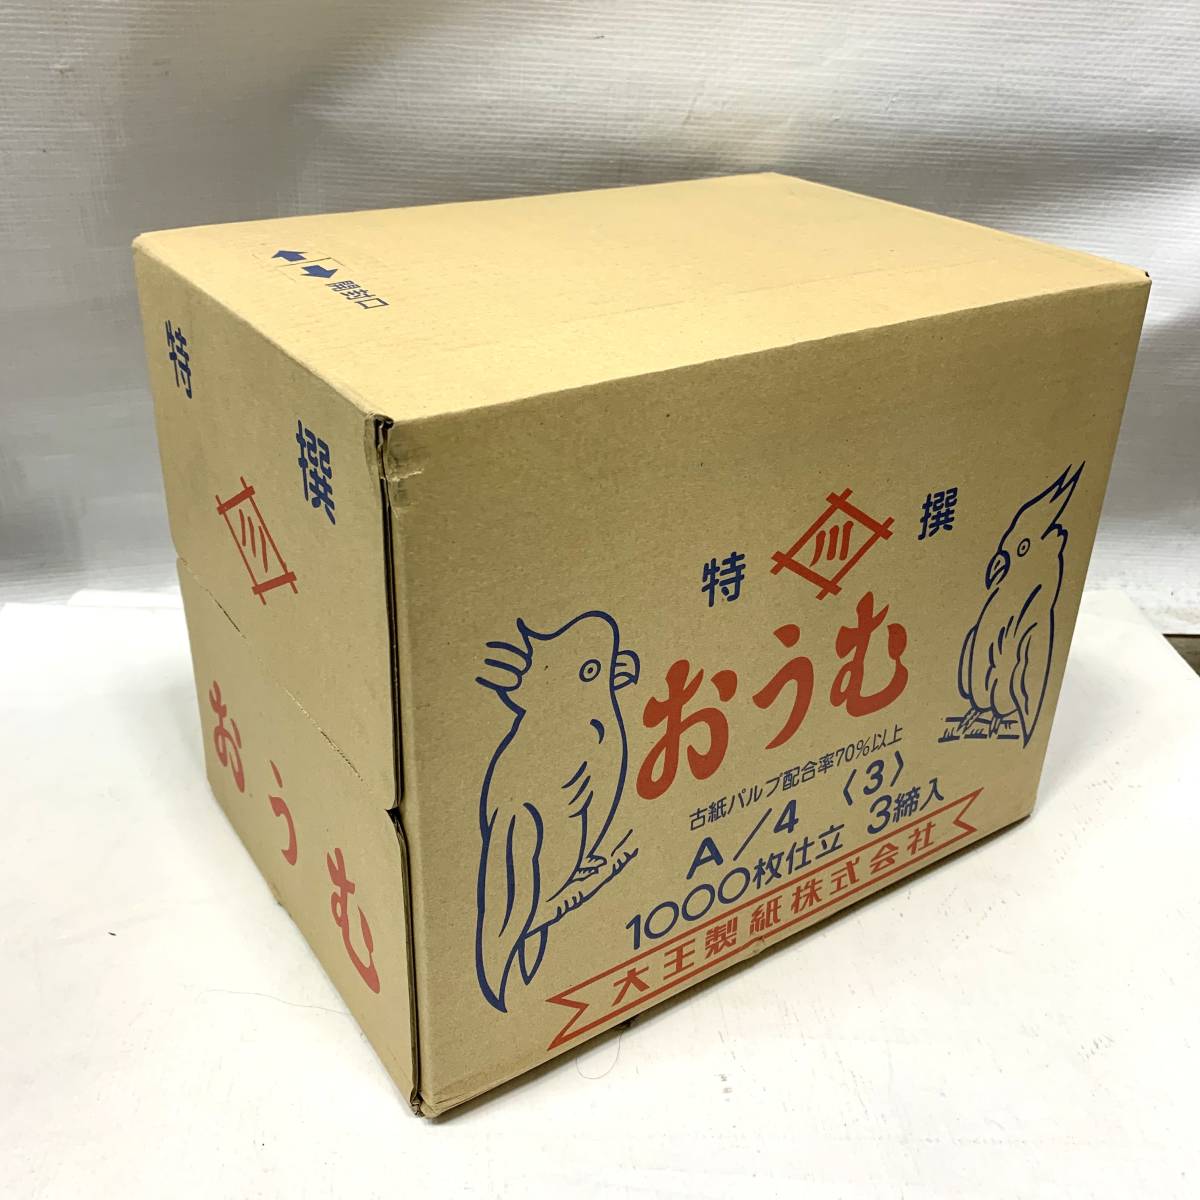 開封口
特 撰
おうむ
特 川 撰
おうむ
古紙パルプ配合率70%以上
A/4 〈3〉
1000枚仕立 3締入
大王製紙株式会社